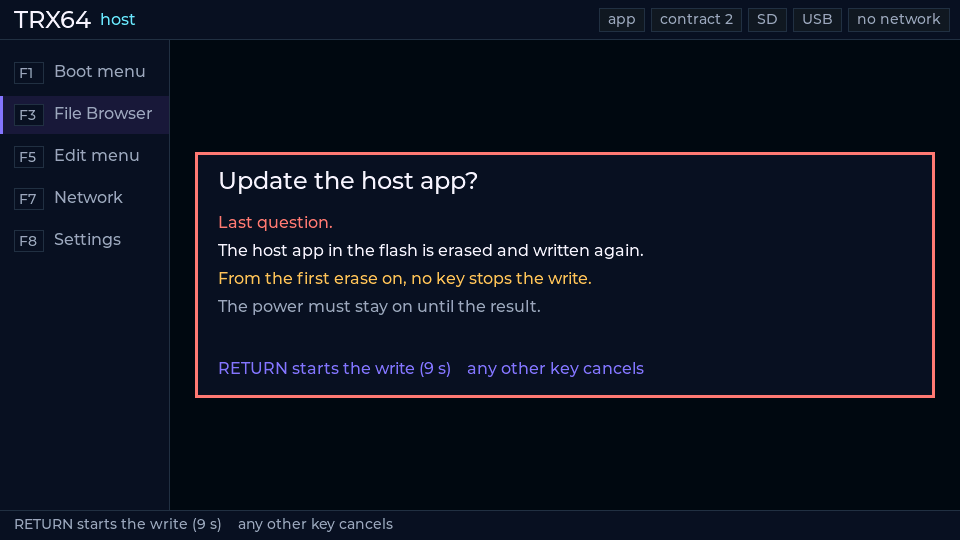 TRX64 host
app contract 2 SD USB no network
F1 Boot menu
F3 File Browser
F5 Edit menu
F7 Network
F8 Settings
Update the host app?
Last question.
The host app in the flash is erased and written again.
From the first erase on, no key stops the write.
The power must stay on until the result.
RETURN starts the write (9 s) any other key cancels
RETURN starts the write (9 s) any other key cancels